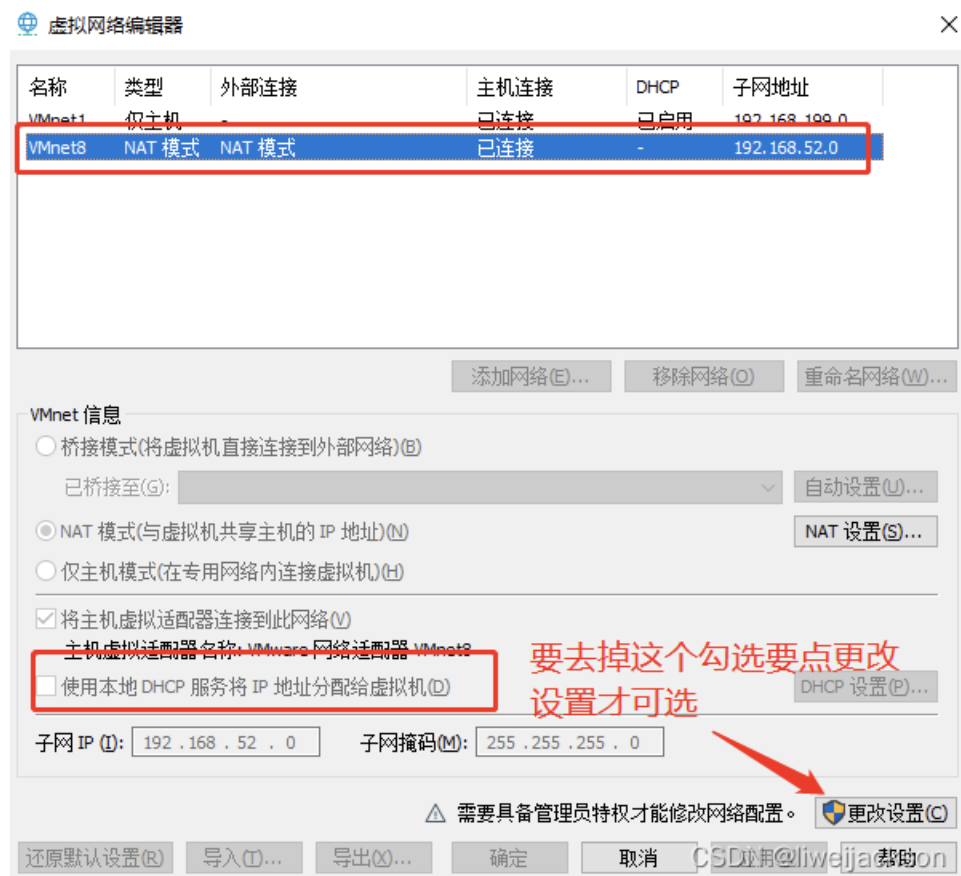 虚拟网络编辑器
名称 类型 外部连接 主机连接 DHCP 子网地址
VMnet1 仅主机 - 已连接 已启用 192.168.199.0
VMnet8 NAT 模式 NAT 模式 已连接 - 192.168.52.0
添加网络(E)... 移除网络(O) 重命名网络(W)...
VMnet 信息
桥接模式(将虚拟机直接连接到外部网络)(B)
已桥接至(G): 自动设置(U)...
NAT 模式(与虚拟机共享主机的 IP 地址)(N) NAT 设置(S)...
仅主机模式(在专用网络内连接虚拟机)(H)
将主机虚拟适配器连接到此网络(V)
主机虚拟适配器名称: VMware 网络适配器 VMnet8
使用本地 DHCP 服务将 IP 地址分配给虚拟机(D) DHCP 设置(P)...
要去掉这个勾选要点更改
设置才可选
子网 IP (I): 192 .168 . 52 . 0 子网掩码(M): 255 .255 .255 . 0
需要具备管理员特权才能修改网络配置。 更改设置(C)
还原默认设置(R) 导入(T)... 导出(X)... 确定 取消 应用 帮助
CSDN @liweijackson